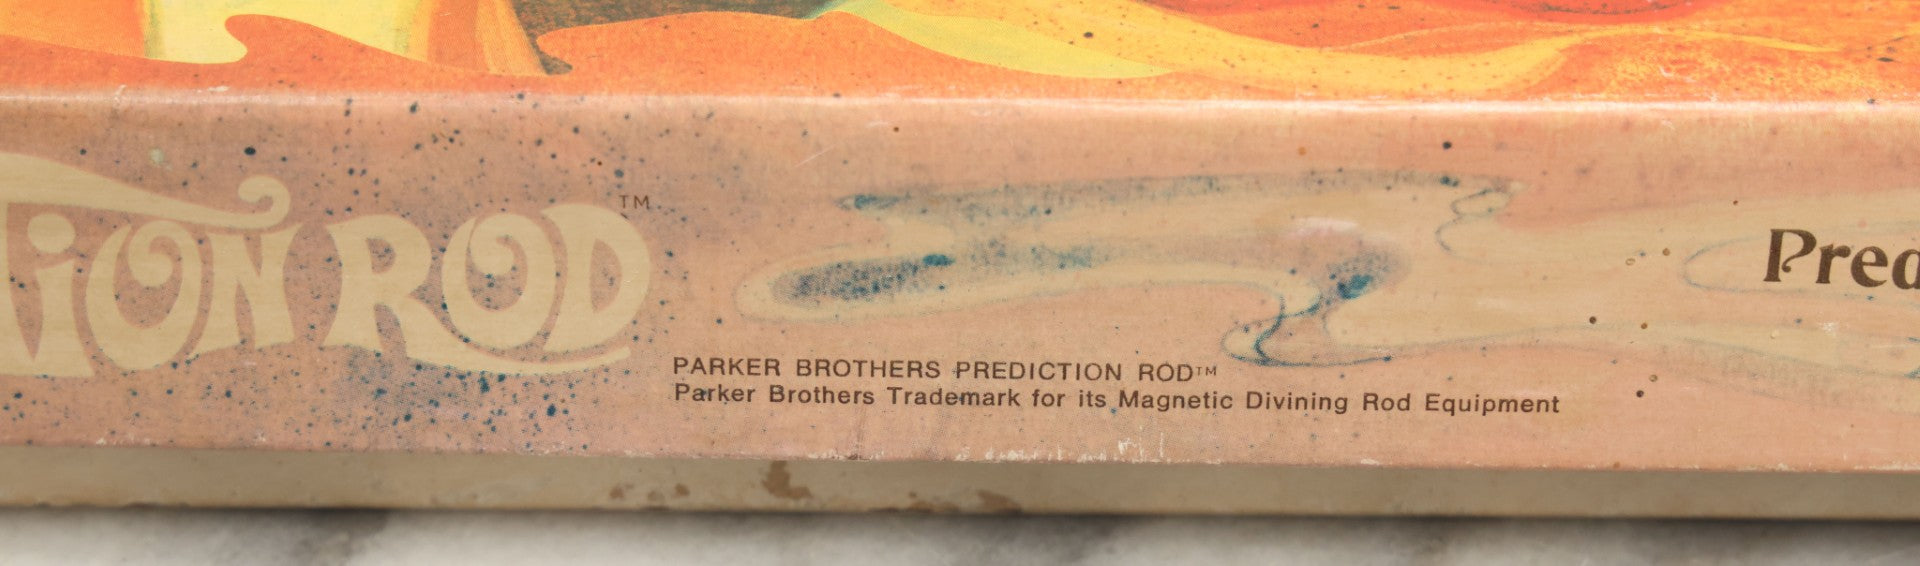 TION ROD™
PARKER BROTHERS PREDICTION ROD™
Parker Brothers Trademark for its Magnetic Divining Rod Equipment
Pred